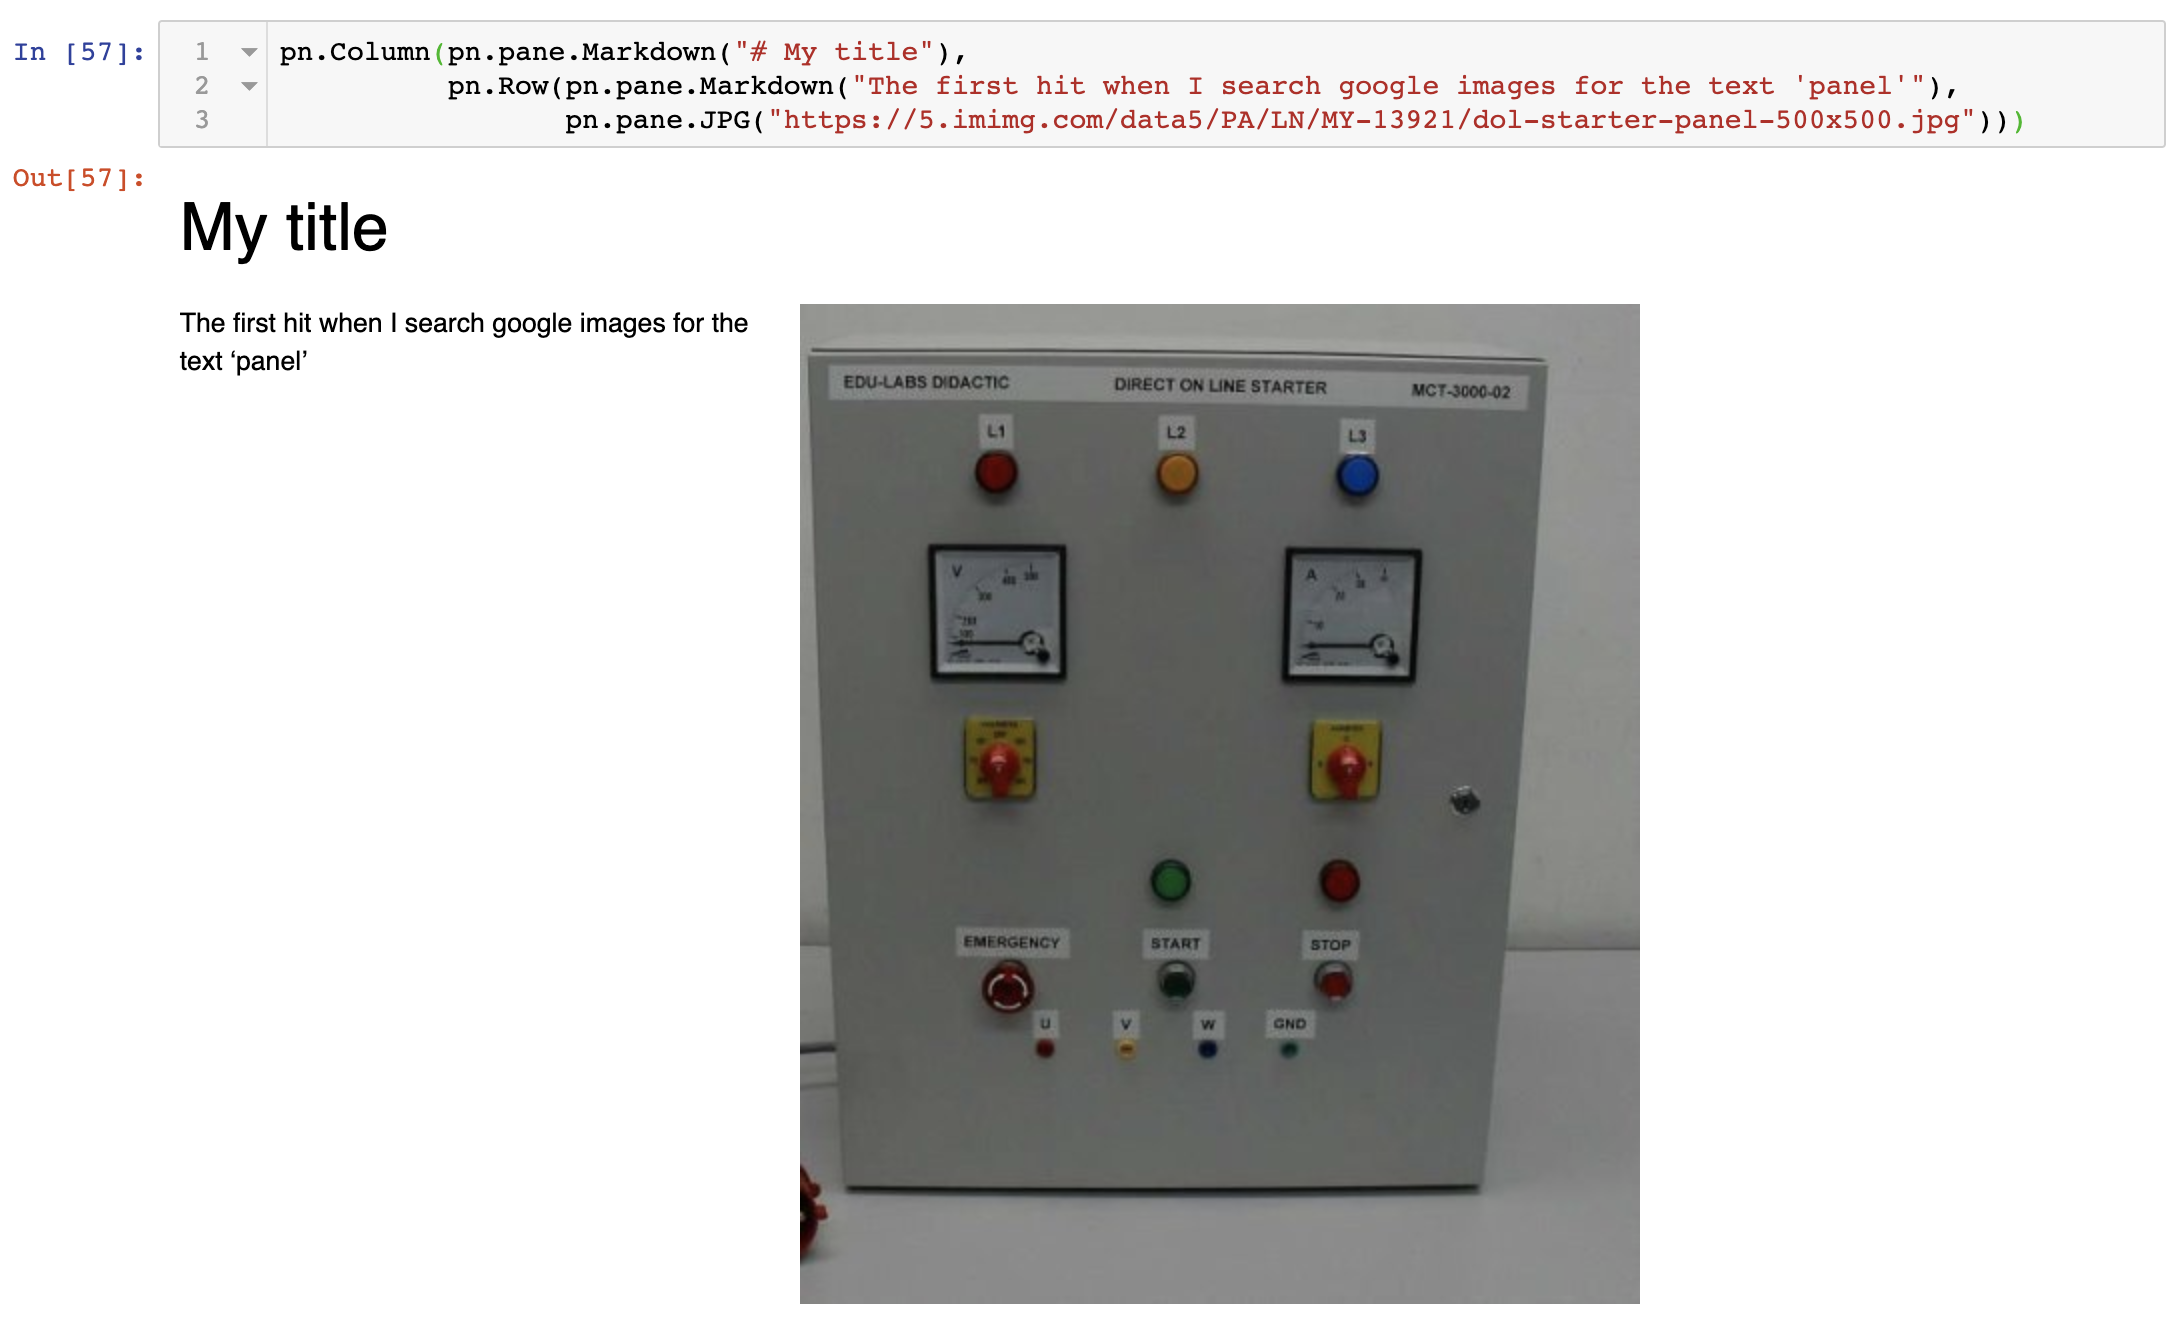 In [57]:
1 pn.Column(pn.pane.Markdown("# My title"),
2 pn.Row(pn.pane.Markdown("The first hit when I search google images for the text 'panel'"),
3 pn.pane.JPG("https://5.imimg.com/data5/PA/LN/MY-13921/dol-starter-panel-500x500.jpg")))
Out[57]:
My title
The first hit when I search google images for the
text ‘panel’
EDU-LABS DIDACTIC DIRECT ON LINE STARTER MCT-3000-02
L1 L2 L3
V A
EMERGENCY START STOP
U V W GND